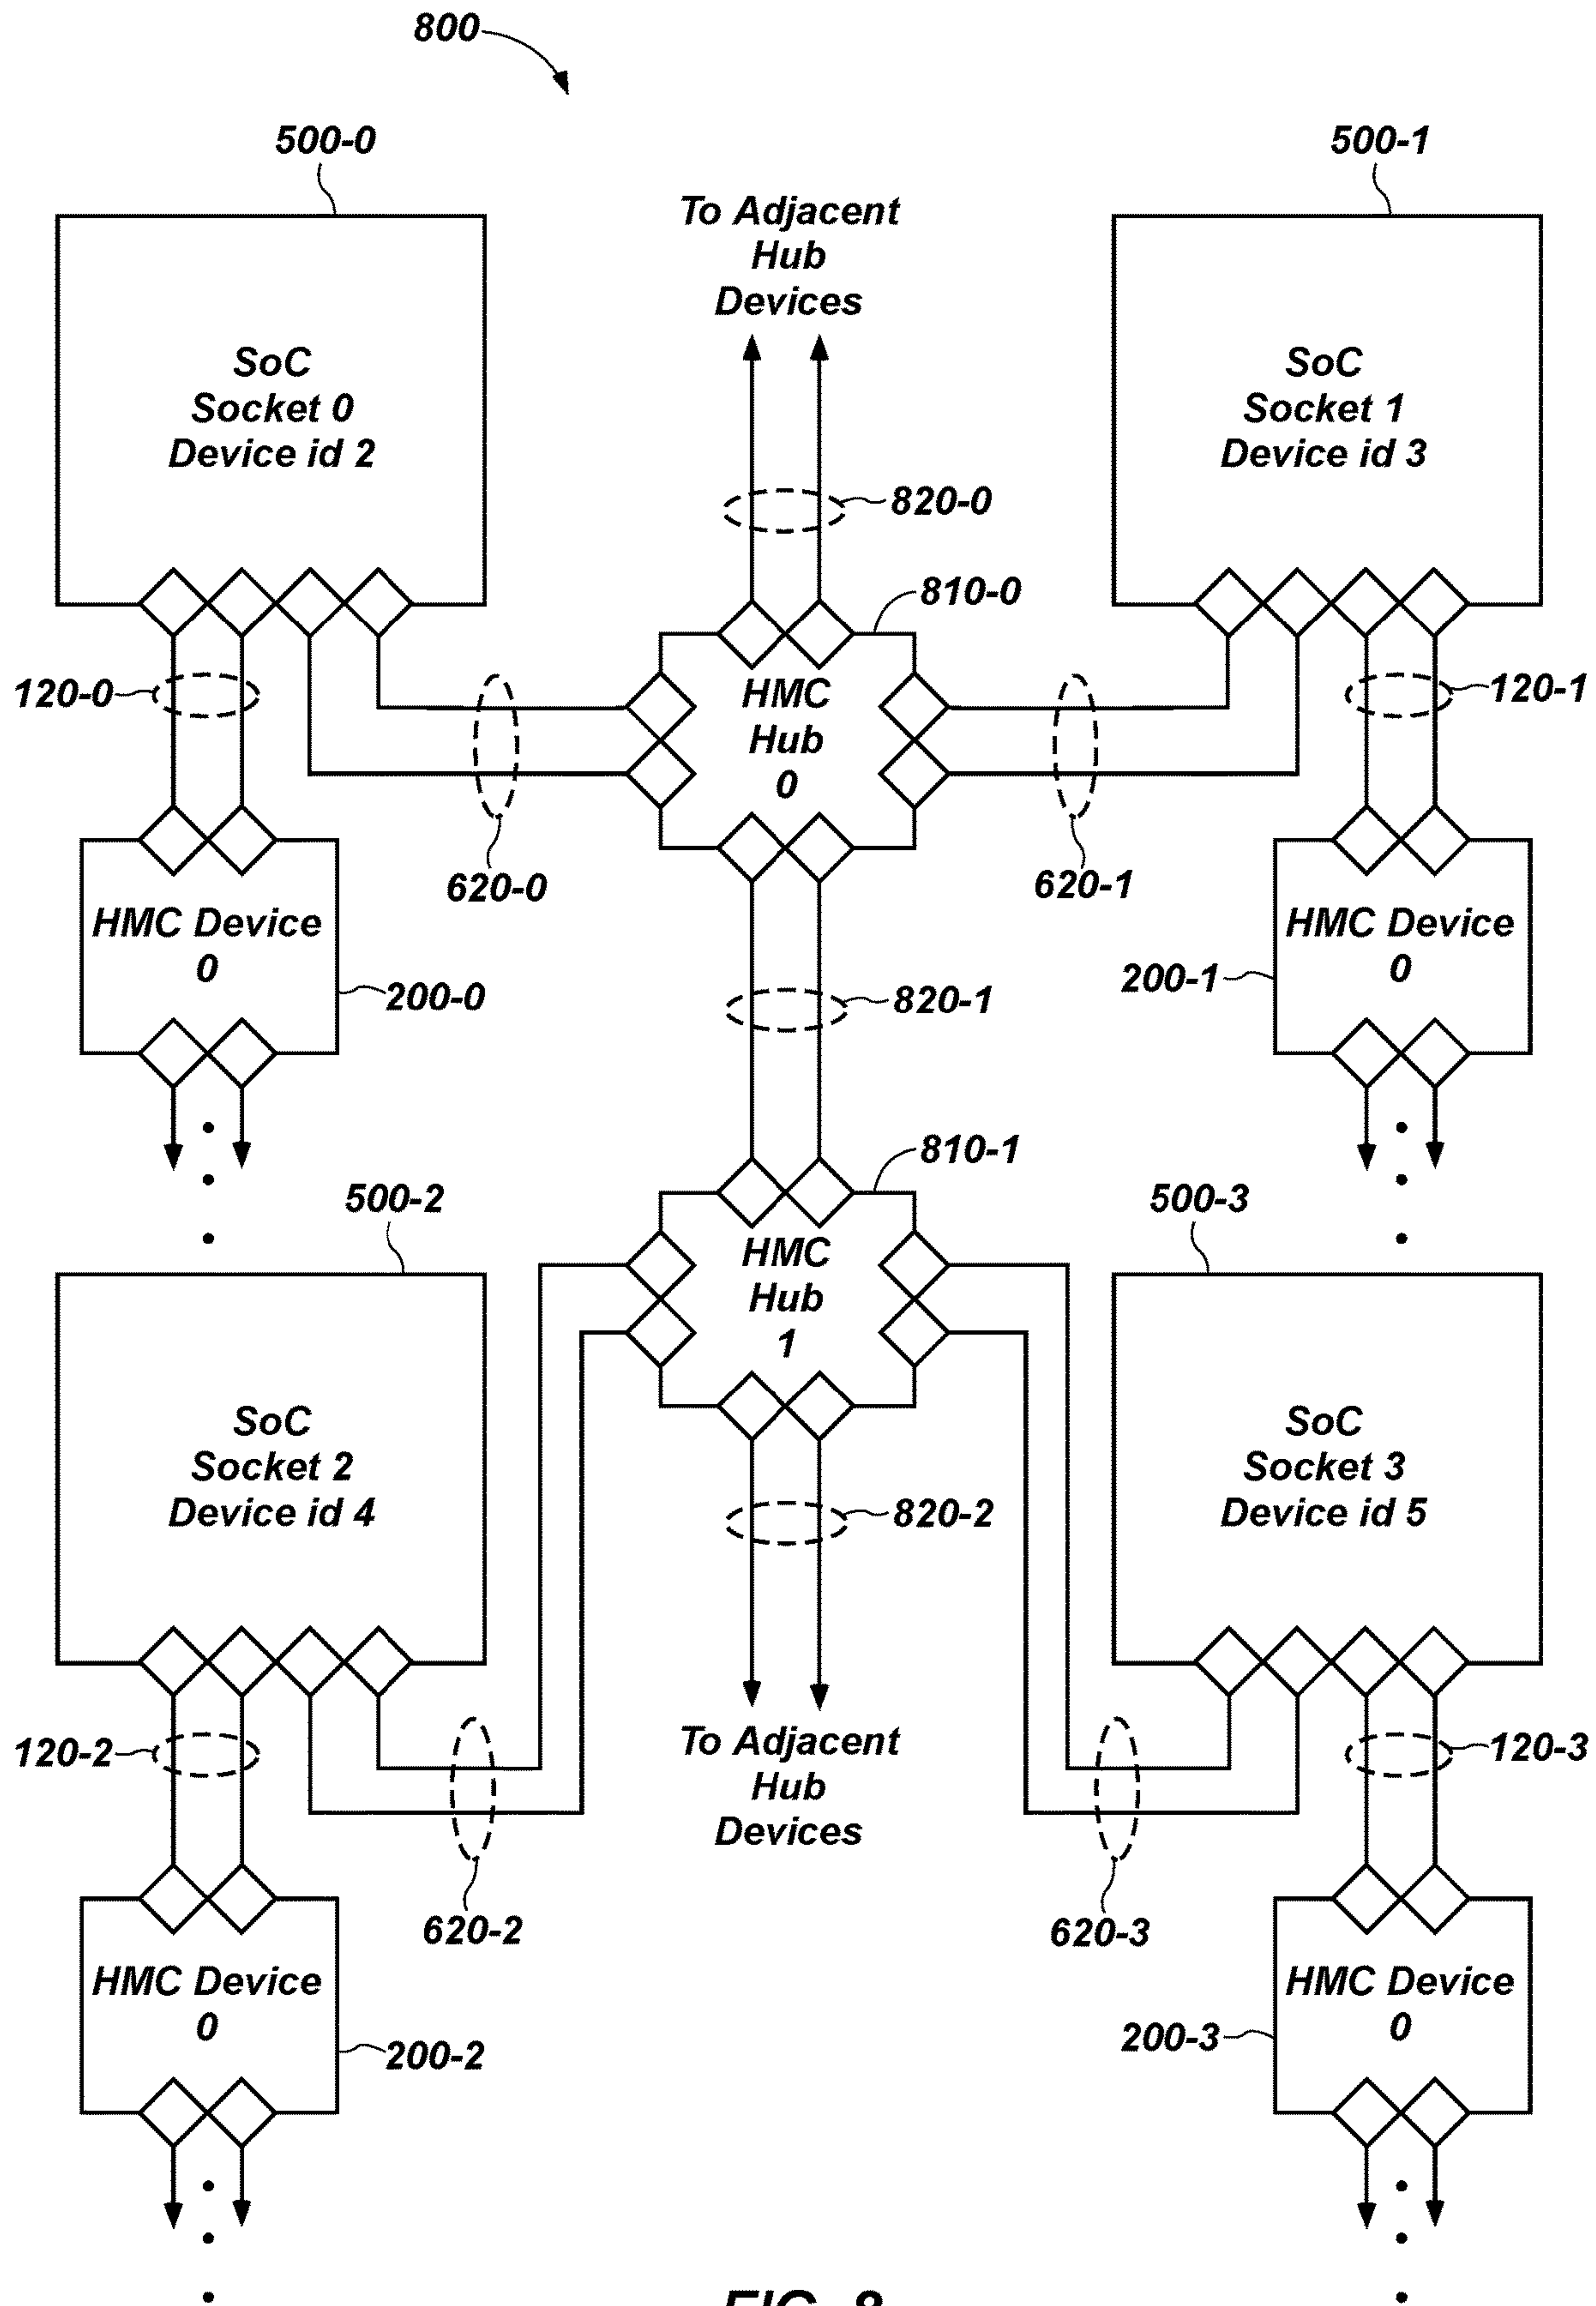 800
500-0
500-1
To Adjacent
Hub
Devices
SoC
Socket 0
Device id 2
SoC
Socket 1
Device id 3
820-0
810-0
120-0
HMC
Hub
0
120-1
620-0
620-1
HMC Device
0
200-0
HMC Device
0
200-1
820-1
810-1
500-2
500-3
HMC
Hub
1
SoC
Socket 2
Device id 4
SoC
Socket 3
Device id 5
820-2
120-2
To Adjacent
Hub
Devices
120-3
620-2
620-3
HMC Device
0
200-2
HMC Device
0
200-3